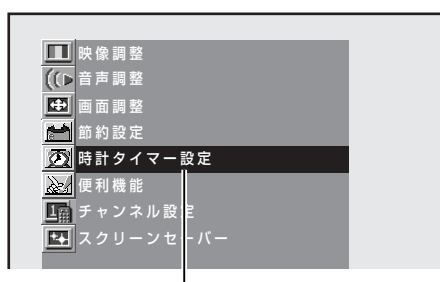 映像調整
音声調整
画面調整
節約設定
時計タイマー設定
便利機能
チャンネル設定
スクリーンセーバー